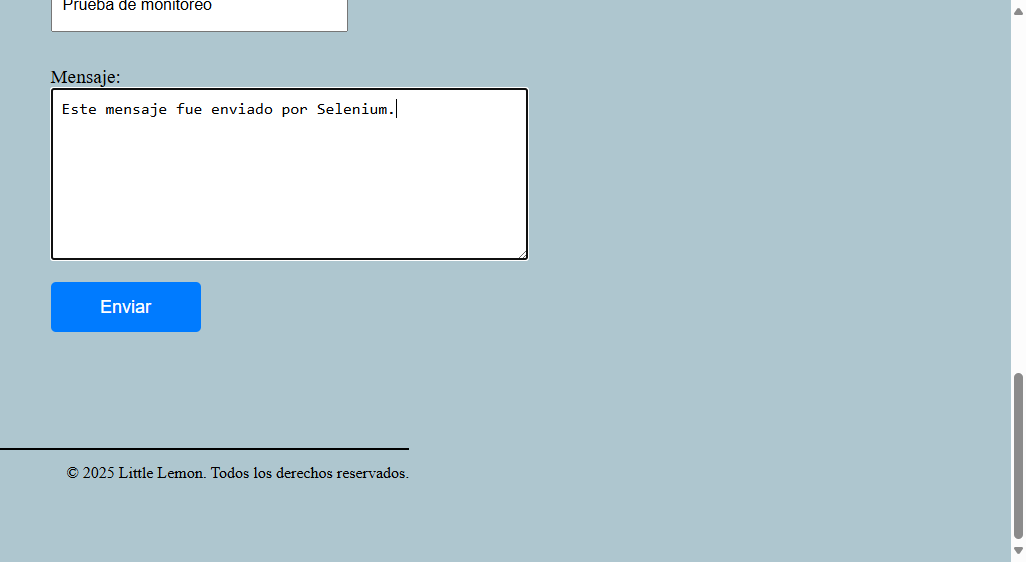 Prueba de monitoreo
Mensaje:
Este mensaje fue enviado por Selenium.
Enviar
© 2025 Little Lemon. Todos los derechos reservados.